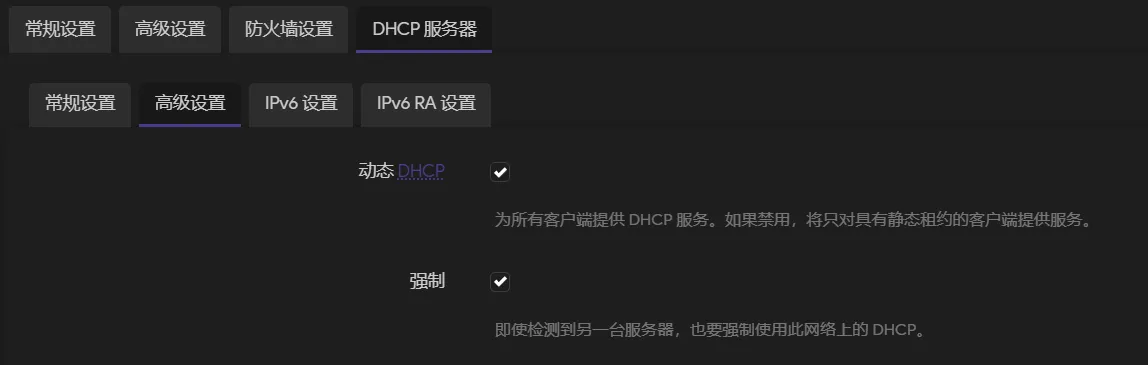 常规设置 高级设置 防火墙设置 DHCP 服务器
常规设置 高级设置 IPv6 设置 IPv6 RA 设置
动态 DHCP
为所有客户端提供 DHCP 服务。如果禁用，将只对具有静态租约的客户端提供服务。
强制
即使检测到另一台服务器，也要强制使用此网络上的 DHCP。